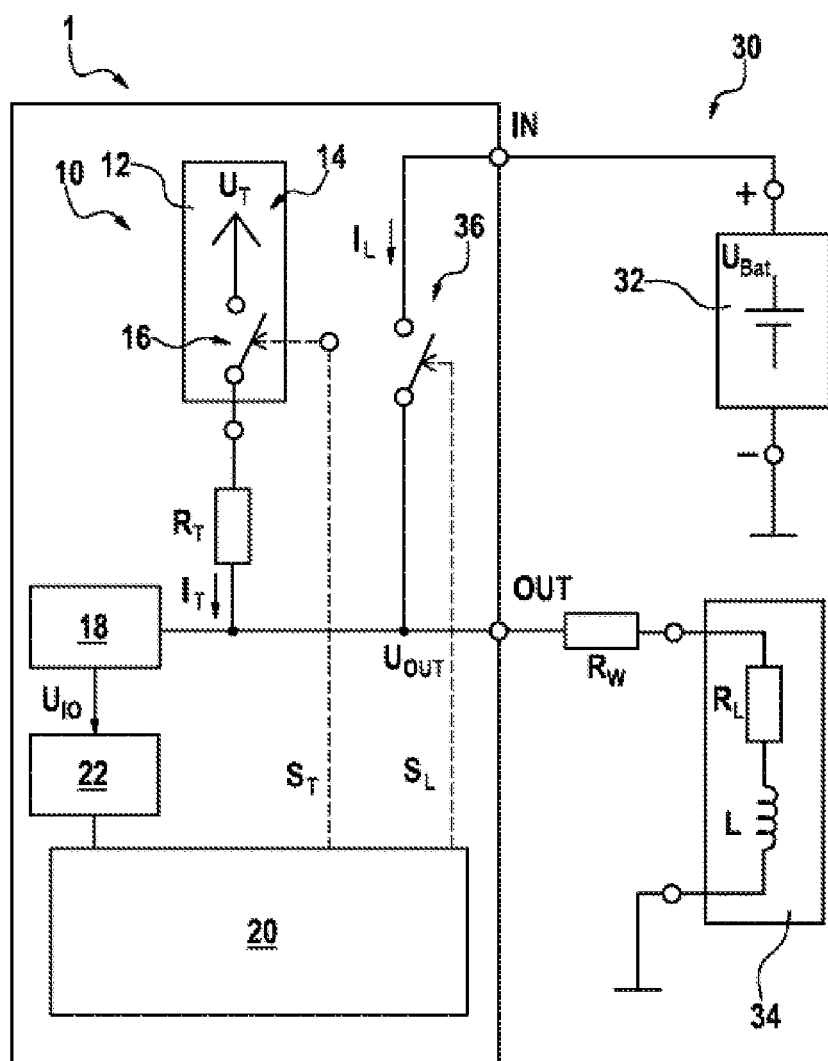 1
30
IN
12
14
10
U_T
+
I_L
36
U_Bat
32
16
−
R_T
I_T
OUT
18
U_OUT
R_W
R_L
U_IO
22
S_T
S_L
L
20
34